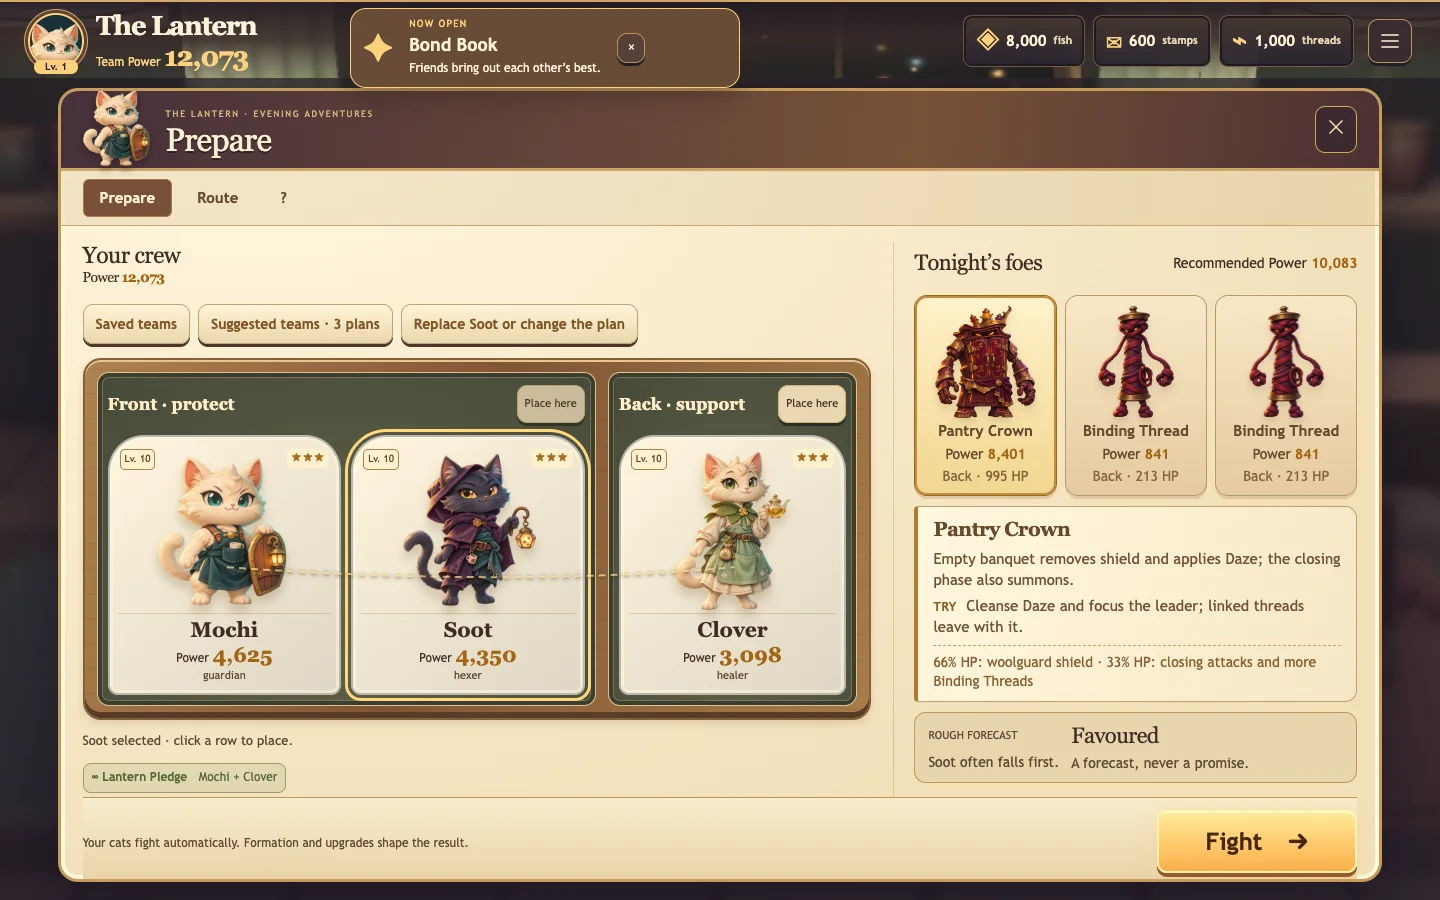 The Lantern
Team Power 12,073
Lv. 1
NOW OPEN
Bond Book
Friends bring out each other's best.
×
8,000 fish
600 stamps
1,000 threads
THE LANTERN · EVENING ADVENTURES
Prepare
Prepare
Route
?
Your crew
Power 12,073
Saved teams
Suggested teams · 3 plans
Replace Soot or change the plan
Front · protect
Place here
Back · support
Place here
Lv. 10
★★★
Mochi
Power 4,625
guardian
Lv. 10
★★★
Soot
Power 4,350
hexer
Lv. 10
★★★
Clover
Power 3,098
healer
Soot selected · click a row to place.
∞ Lantern Pledge Mochi + Clover
Tonight's foes
Recommended Power 10,083
Pantry Crown
Power 8,401
Back · 995 HP
Binding Thread
Power 841
Back · 213 HP
Binding Thread
Power 841
Back · 213 HP
Pantry Crown
Empty banquet removes shield and applies Daze; the closing
phase also summons.
TRY Cleanse Daze and focus the leader; linked threads
leave with it.
66% HP: woolguard shield · 33% HP: closing attacks and more
Binding Threads
ROUGH FORECAST
Favoured
Soot often falls first.
A forecast, never a promise.
Your cats fight automatically. Formation and upgrades shape the result.
Fight →